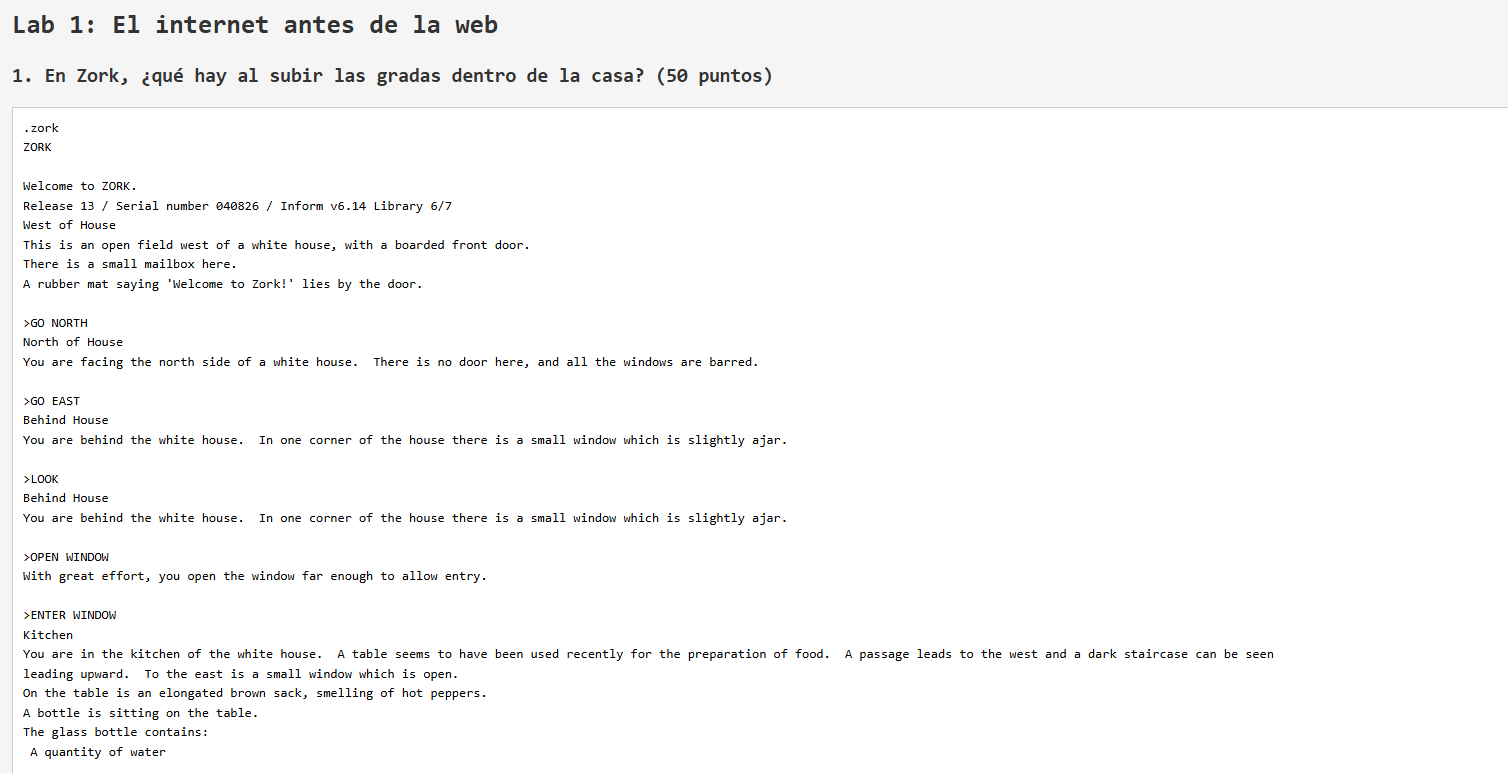 Lab 1: El internet antes de la web
1. En Zork, ¿qué hay al subir las gradas dentro de la casa? (50 puntos)
.zork
ZORK
Welcome to ZORK.
Release 13 / Serial number 040826 / Inform v6.14 Library 6/7
West of House
This is an open field west of a white house, with a boarded front door.
There is a small mailbox here.
A rubber mat saying 'Welcome to Zork!' lies by the door.
>GO NORTH
North of House
You are facing the north side of a white house.  There is no door here, and all the windows are barred.
>GO EAST
Behind House
You are behind the white house.  In one corner of the house there is a small window which is slightly ajar.
>LOOK
Behind House
You are behind the white house.  In one corner of the house there is a small window which is slightly ajar.
>OPEN WINDOW
With great effort, you open the window far enough to allow entry.
>ENTER WINDOW
Kitchen
You are in the kitchen of the white house.  A table seems to have been used recently for the preparation of food.  A passage leads to the west and a dark staircase can be seen
leading upward.  To the east is a small window which is open.
On the table is an elongated brown sack, smelling of hot peppers.
A bottle is sitting on the table.
The glass bottle contains:
 A quantity of water